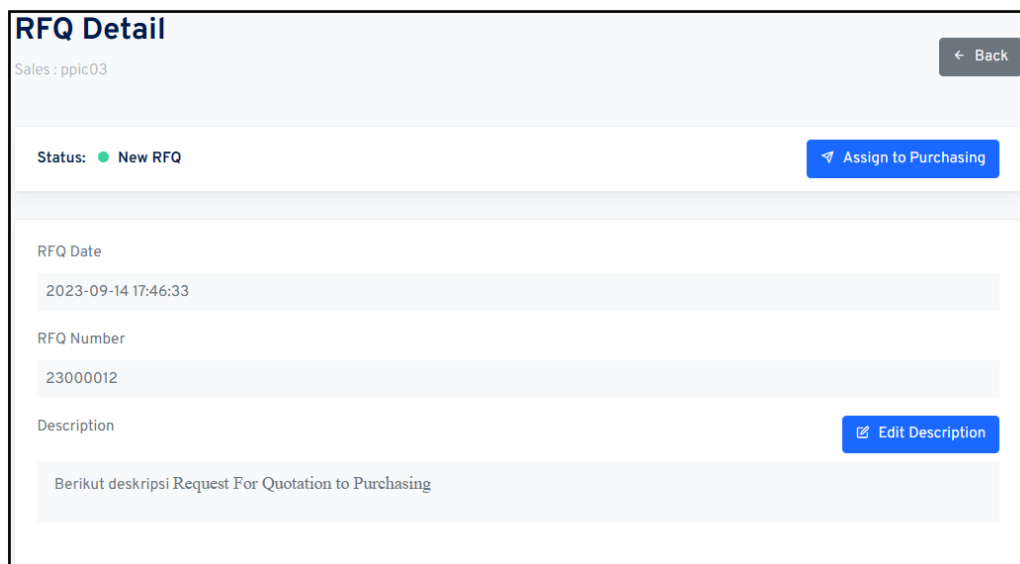 RFQ Detail
← Back
Sales : ppic03
Status: New RFQ
Assign to Purchasing
RFQ Date
2023-09-14 17:46:33
RFQ Number
23000012
Description
Edit Description
Berikut deskripsi Request For Quotation to Purchasing